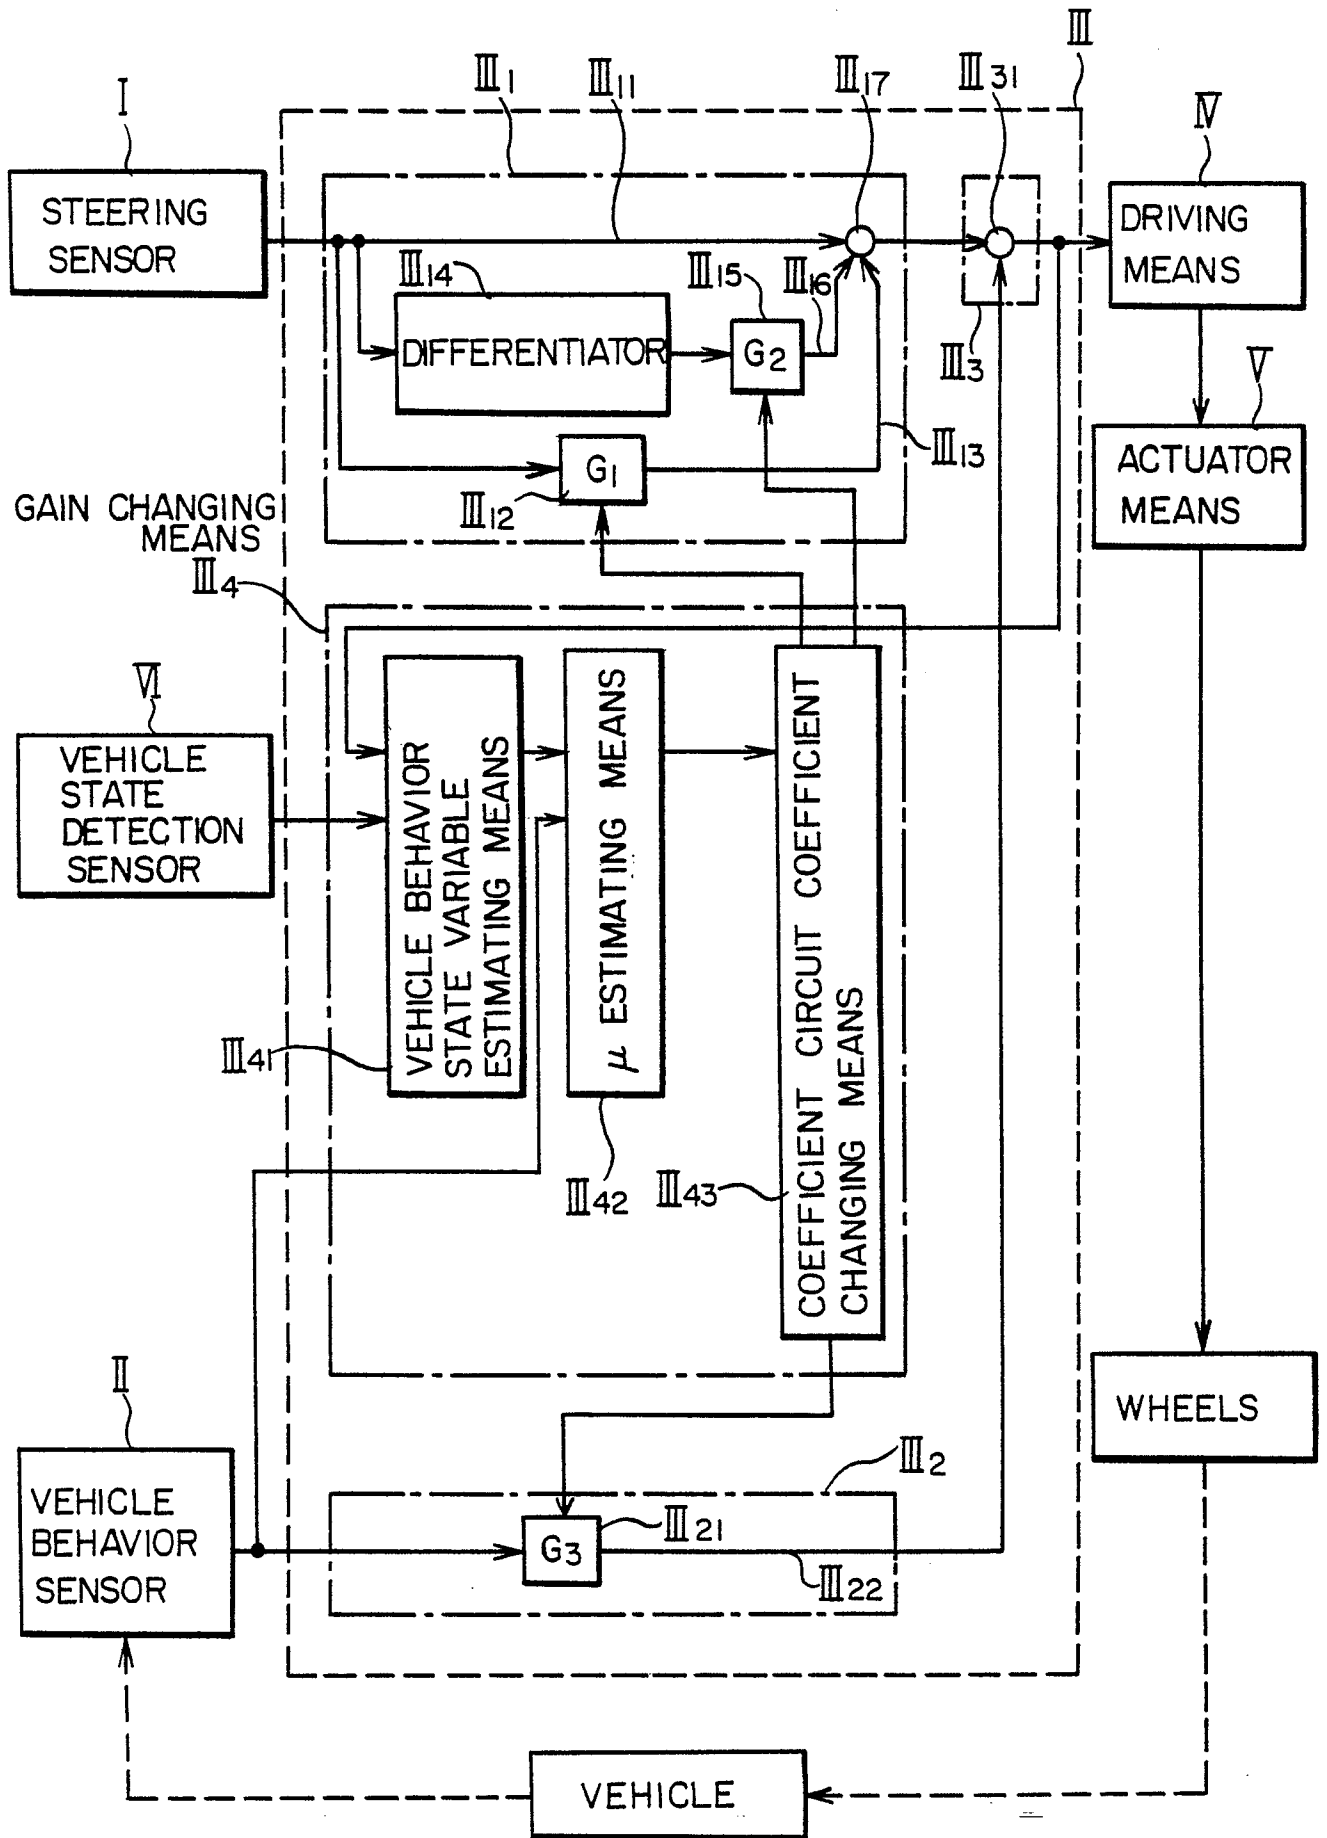 III
III1
III11
III17
III31
I
IV
STEERING
SENSOR
DRIVING
MEANS
III14
III15
III16
DIFFERENTIATOR
G2
III3
V
III13
G1
III12
ACTUATOR
MEANS
GAIN CHANGING
MEANS
III4
VI
VEHICLE
STATE
DETECTION
SENSOR
VEHICLE BEHAVIOR
STATE VARIABLE
ESTIMATING MEANS
μ ESTIMATING MEANS
COEFFICIENT CIRCUIT COEFFICIENT
CHANGING MEANS
III41
III42
III43
II
WHEELS
III2
VEHICLE
BEHAVIOR
SENSOR
G3
III21
III22
VEHICLE